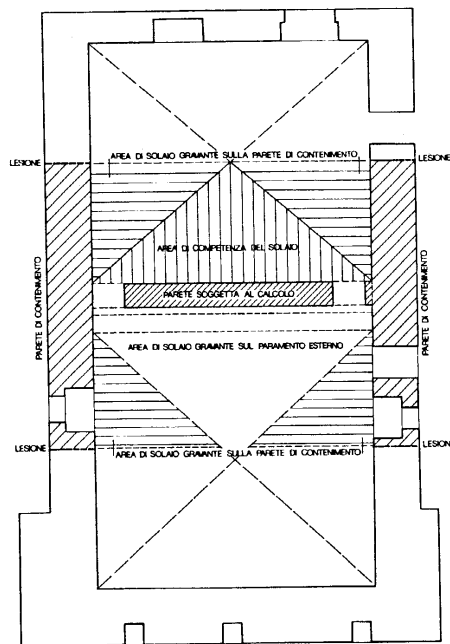 AREA DI SOLAIO GRAVANTE SULLA PARETE DI CONTENIMENTO
LESIONE
LESIONE
AREA DI COMPETENZA DEL SOLAIO
PARETE DI CONTENIMENTO
PARETE SOGGETTA AL CALCOLO
PARETE DI CONTENIMENTO
AREA DI SOLAIO GRAVANTE SUL PARAMENTO ESTERNO
LESIONE
LESIONE
AREA DI SOLAIO GRAVANTE SULLA PARETE DI CONTENIMENTO